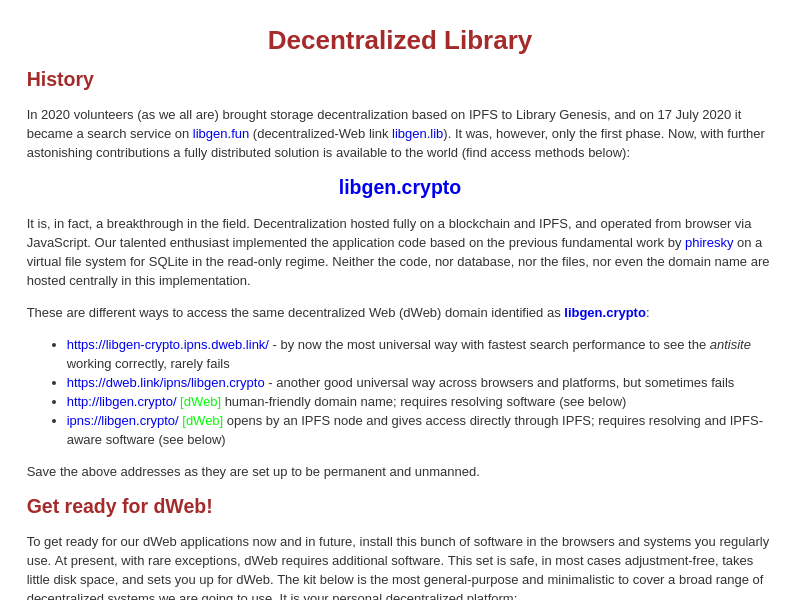 Decentralized Library
History
In 2020 volunteers (as we all are) brought storage decentralization based on IPFS to Library Genesis, and on 17 July 2020 it
became a search service on libgen.fun (decentralized-Web link libgen.lib). It was, however, only the first phase. Now, with further
astonishing contributions a fully distributed solution is available to the world (find access methods below):
libgen.crypto
It is, in fact, a breakthrough in the field. Decentralization hosted fully on a blockchain and IPFS, and operated from browser via
JavaScript. Our talented enthusiast implemented the application code based on the previous fundamental work by phiresky on a
virtual file system for SQLite in the read-only regime. Neither the code, nor database, nor the files, nor even the domain name are
hosted centrally in this implementation.
These are different ways to access the same decentralized Web (dWeb) domain identified as libgen.crypto:
• https://libgen-crypto.ipns.dweb.link/ - by now the most universal way with fastest search performance to see the antisite
working correctly, rarely fails
• https://dweb.link/ipns/libgen.crypto - another good universal way across browsers and platforms, but sometimes fails
• http://libgen.crypto/ [dWeb] human-friendly domain name; requires resolving software (see below)
• ipns://libgen.crypto/ [dWeb] opens by an IPFS node and gives access directly through IPFS; requires resolving and IPFS-
aware software (see below)
Save the above addresses as they are set up to be permanent and unmanned.
Get ready for dWeb!
To get ready for our dWeb applications now and in future, install this bunch of software in the browsers and systems you regularly
use. At present, with rare exceptions, dWeb requires additional software. This set is safe, in most cases adjustment-free, takes
little disk space, and sets you up for dWeb. The kit below is the most general-purpose and minimalistic to cover a broad range of
decentralized systems we are going to use. It is your personal decentralized platform: